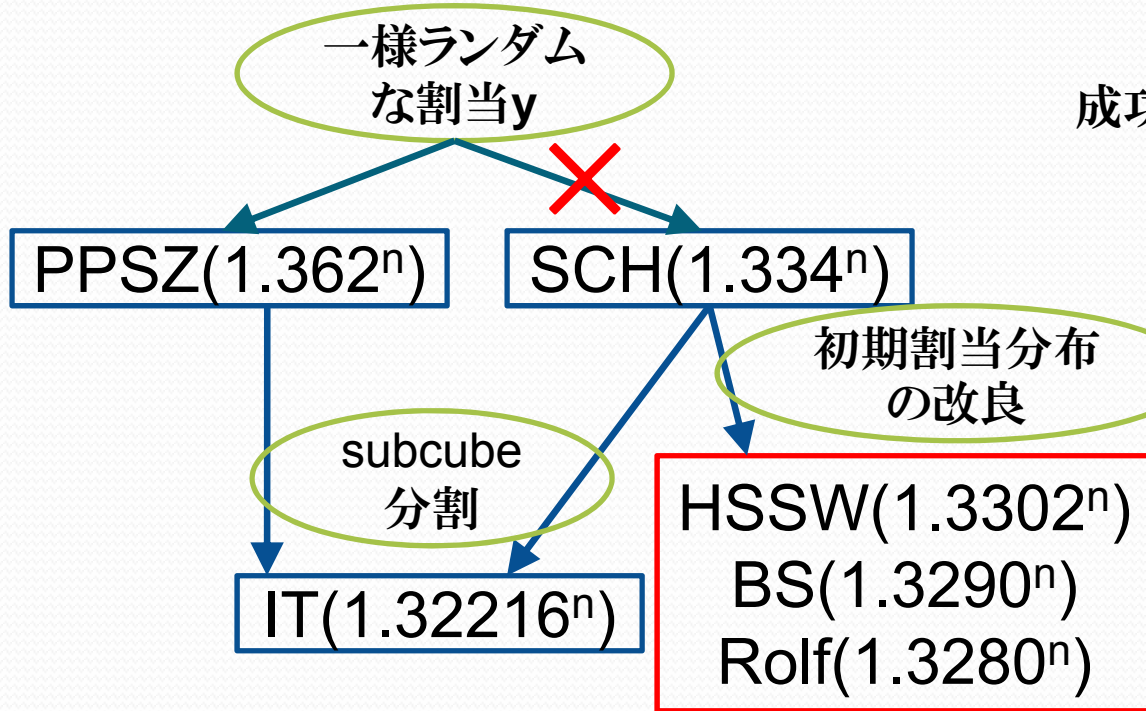 一様ランダム
な割当y
成功
PPSZ(1.362ⁿ)
SCH(1.334ⁿ)
初期割当分布
の改良
subcube
分割
HSSW(1.3302ⁿ)
BS(1.3290ⁿ)
Rolf(1.3280ⁿ)
IT(1.32216ⁿ)